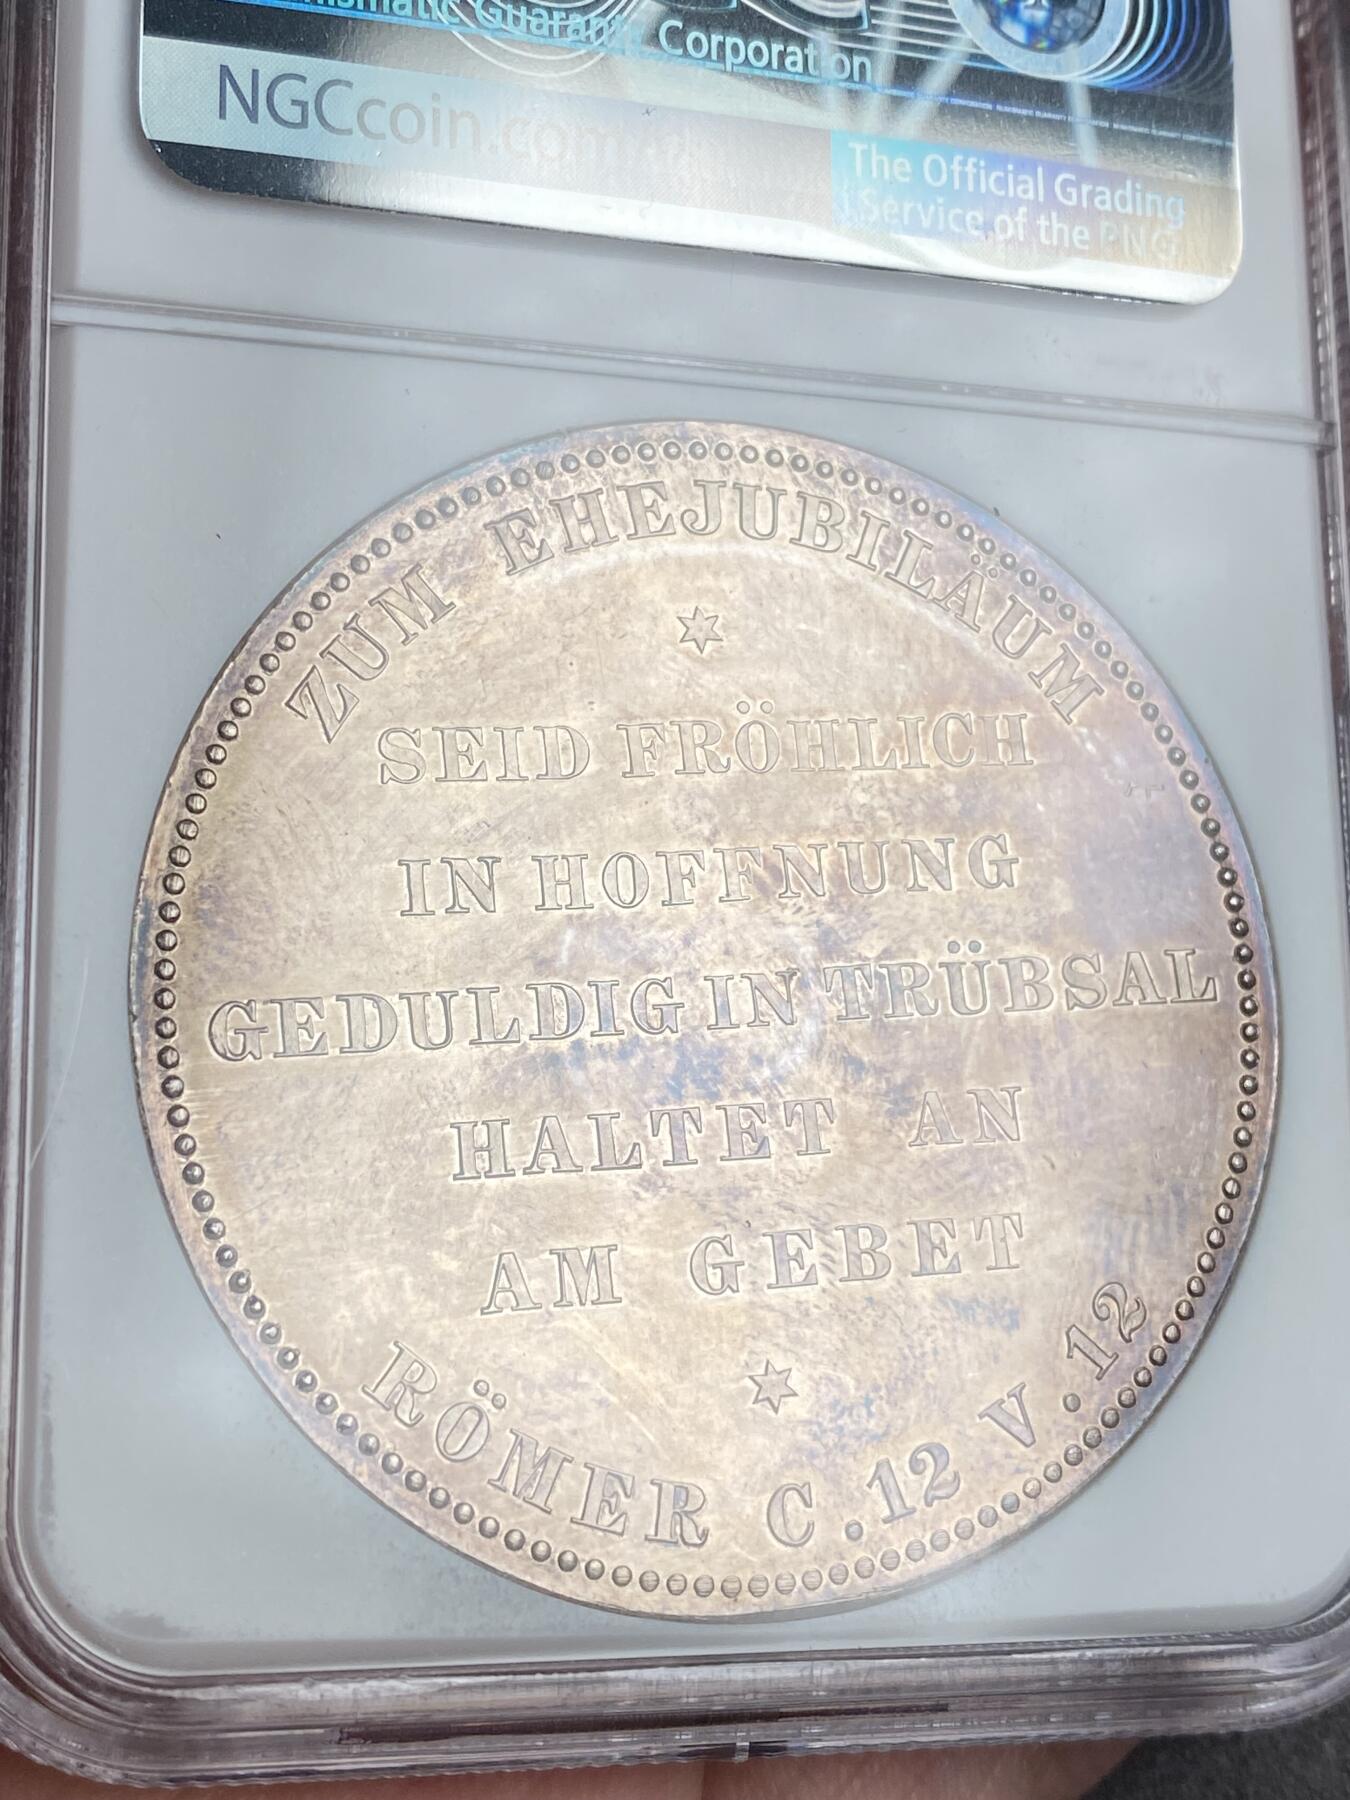 Numismatic Guaranty Corporation
NGCcoin.com
The Official Grading
Service of the PNG
ZUM EHEJUBILÄUM
SEID FRÖHLICH
IN HOFFNUNG
GEDULDIG IN TRÜBSAL
HALTET AN
AM GEBET
RÖMER C.12 V.12